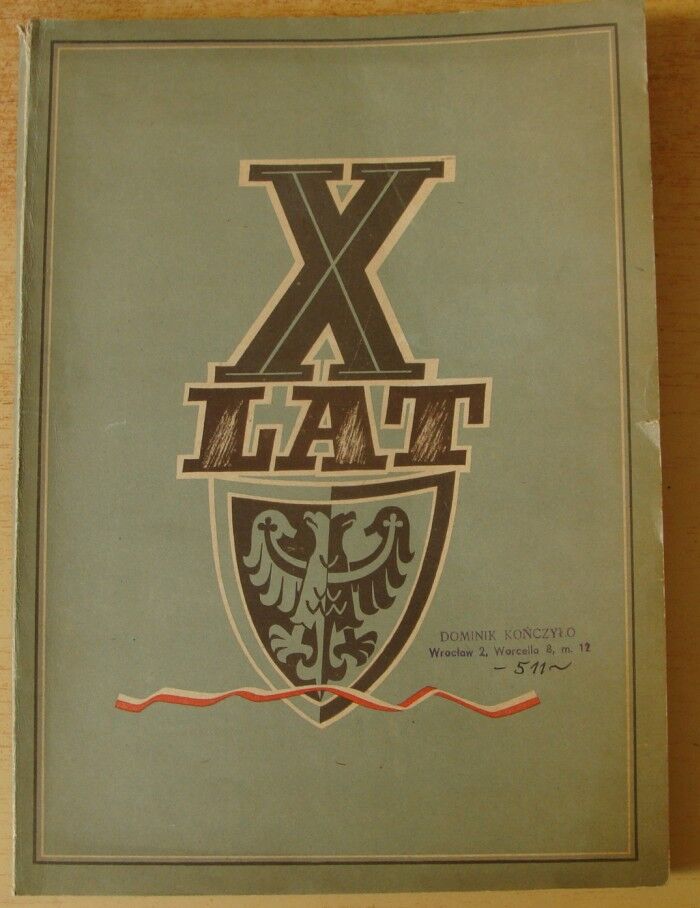 X
LAT
DOMINIK KOŃCZYŁO
Wrocław 2, Worcella 8, m. 12
- 511~